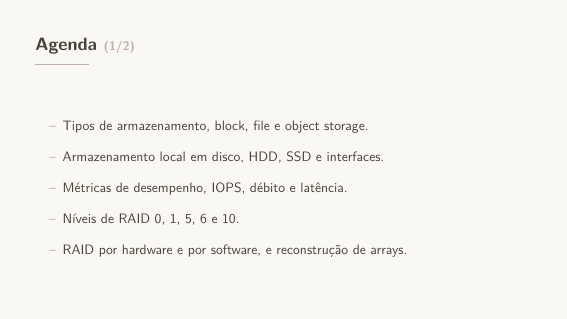 Agenda (1/2)
– Tipos de armazenamento, block, file e object storage.
– Armazenamento local em disco, HDD, SSD e interfaces.
– Métricas de desempenho, IOPS, débito e latência.
– Níveis de RAID 0, 1, 5, 6 e 10.
– RAID por hardware e por software, e reconstrução de arrays.